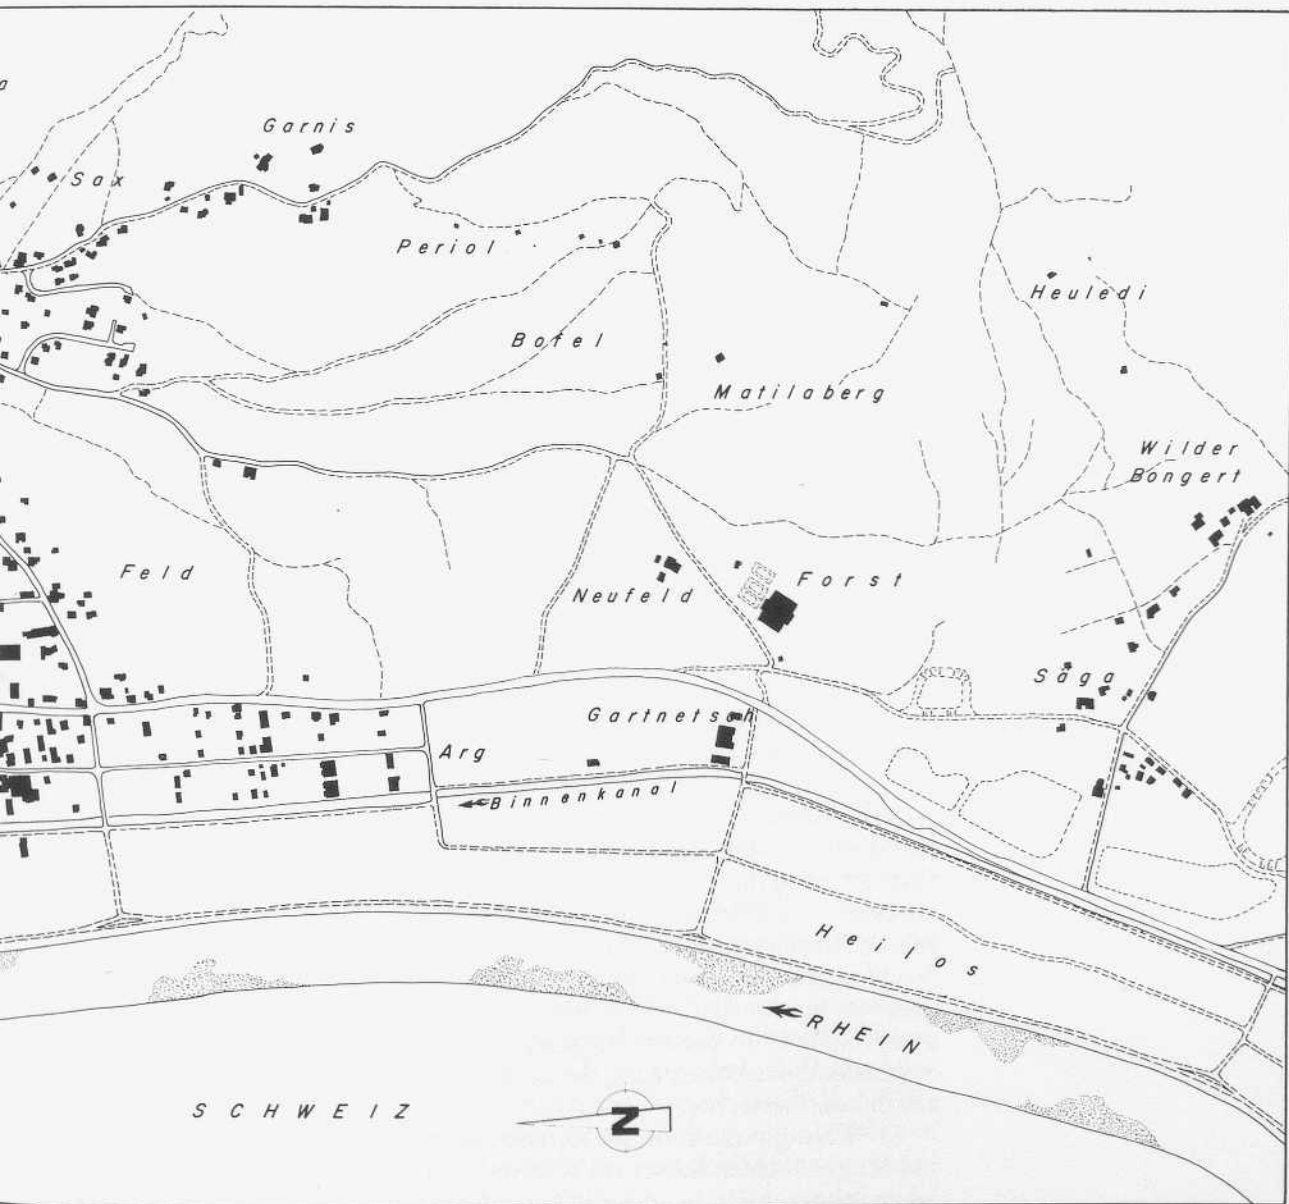 a
Garnis
Sax
Periol
Heuledi
Bofel
Matilaberg
Wilder
Bongert
Feld
Forst
Neufeld
Säga
Gartnetsch
Arg
Binnenkanal
Heilos
RHEIN
SCHWEIZ
N